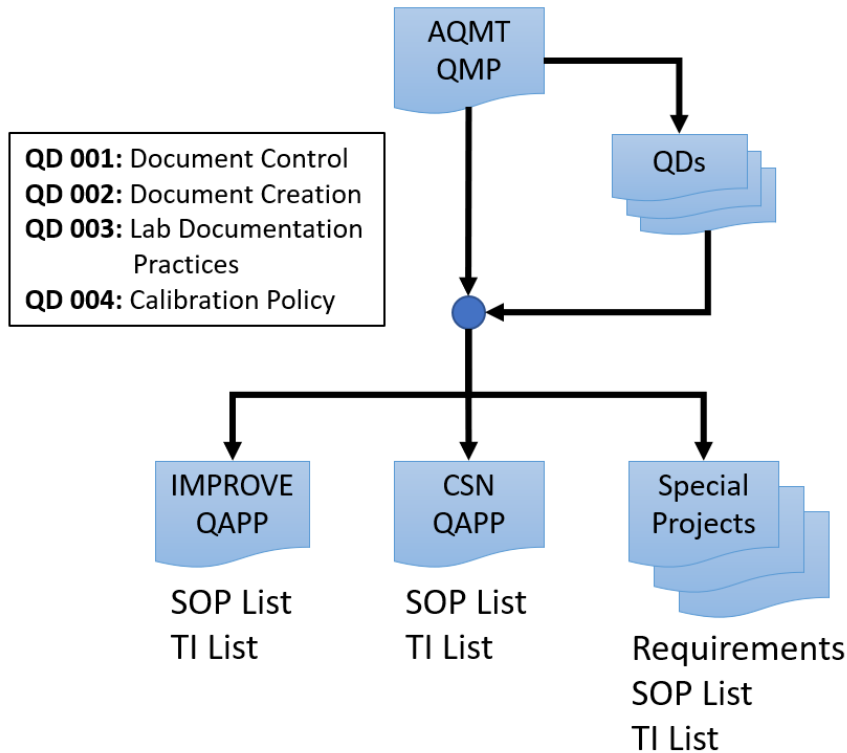 AQMT
QMP
QDs
QD 001: Document Control
QD 002: Document Creation
QD 003: Lab Documentation
Practices
QD 004: Calibration Policy
IMPROVE
QAPP
SOP List
TI List
CSN
QAPP
SOP List
TI List
Special
Projects
Requirements
SOP List
TI List